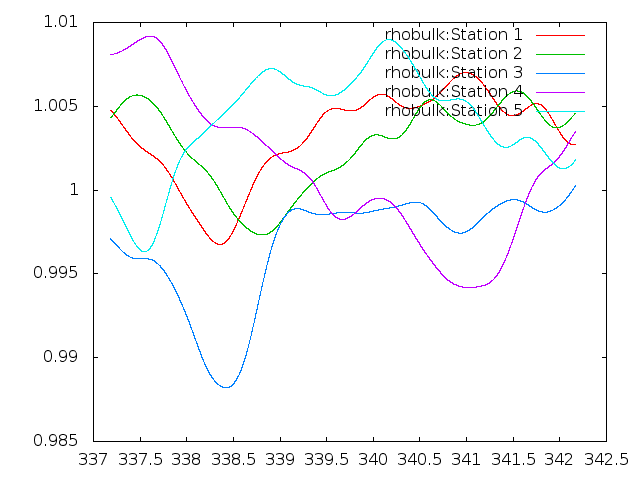 1.01
1.005
1
0.995
0.99
0.985
337 337.5 338 338.5 339 339.5 340 340.5 341 341.5 342 342.5
rhobulk:Station 1
rhobulk:Station 2
rhobulk:Station 3
rhobulk:Station 4
rhobulk:Station 5